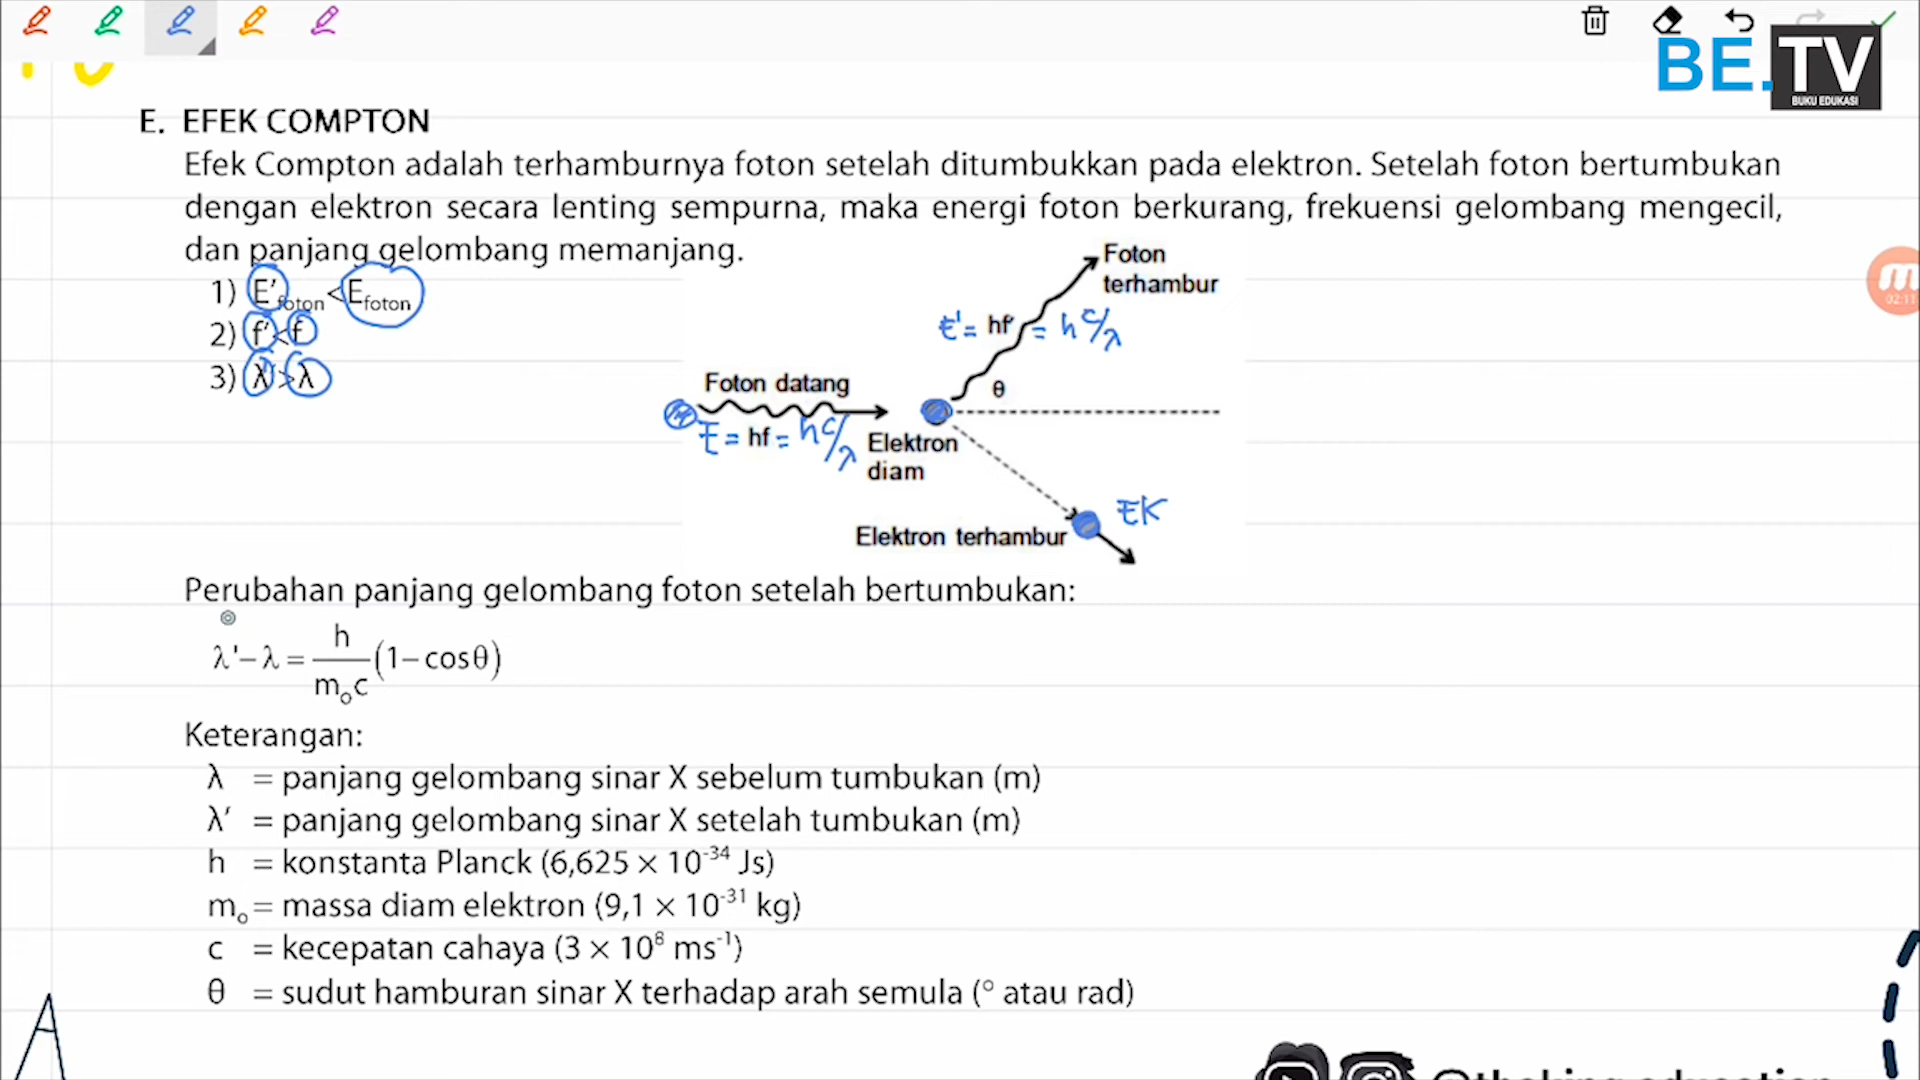 BE.TV
BUKU EDUKASI
02:11
E. EFEK COMPTON
Efek Compton adalah terhamburnya foton setelah ditumbukkan pada elektron. Setelah foton bertumbukan
dengan elektron secara lenting sempurna, maka energi foton berkurang, frekuensi gelombang mengecil,
dan panjang gelombang memanjang.
1) E'foton < Efoton
2) f' < f
3) λ' > λ
Foton
terhambur
E' = hf' = h c/λ
θ
Foton datang
E = hf = h c/λ
Elektron
diam
EK
Elektron terhambur
Perubahan panjang gelombang foton setelah bertumbukan:
λ'– λ = h/m₀c (1– cosθ)
Keterangan:
λ = panjang gelombang sinar X sebelum tumbukan (m)
λ' = panjang gelombang sinar X setelah tumbukan (m)
h = konstanta Planck (6,625 × 10⁻³⁴ Js)
m₀ = massa diam elektron (9,1 × 10⁻³¹ kg)
c = kecepatan cahaya (3 × 10⁸ ms⁻¹)
θ = sudut hamburan sinar X terhadap arah semula (° atau rad)